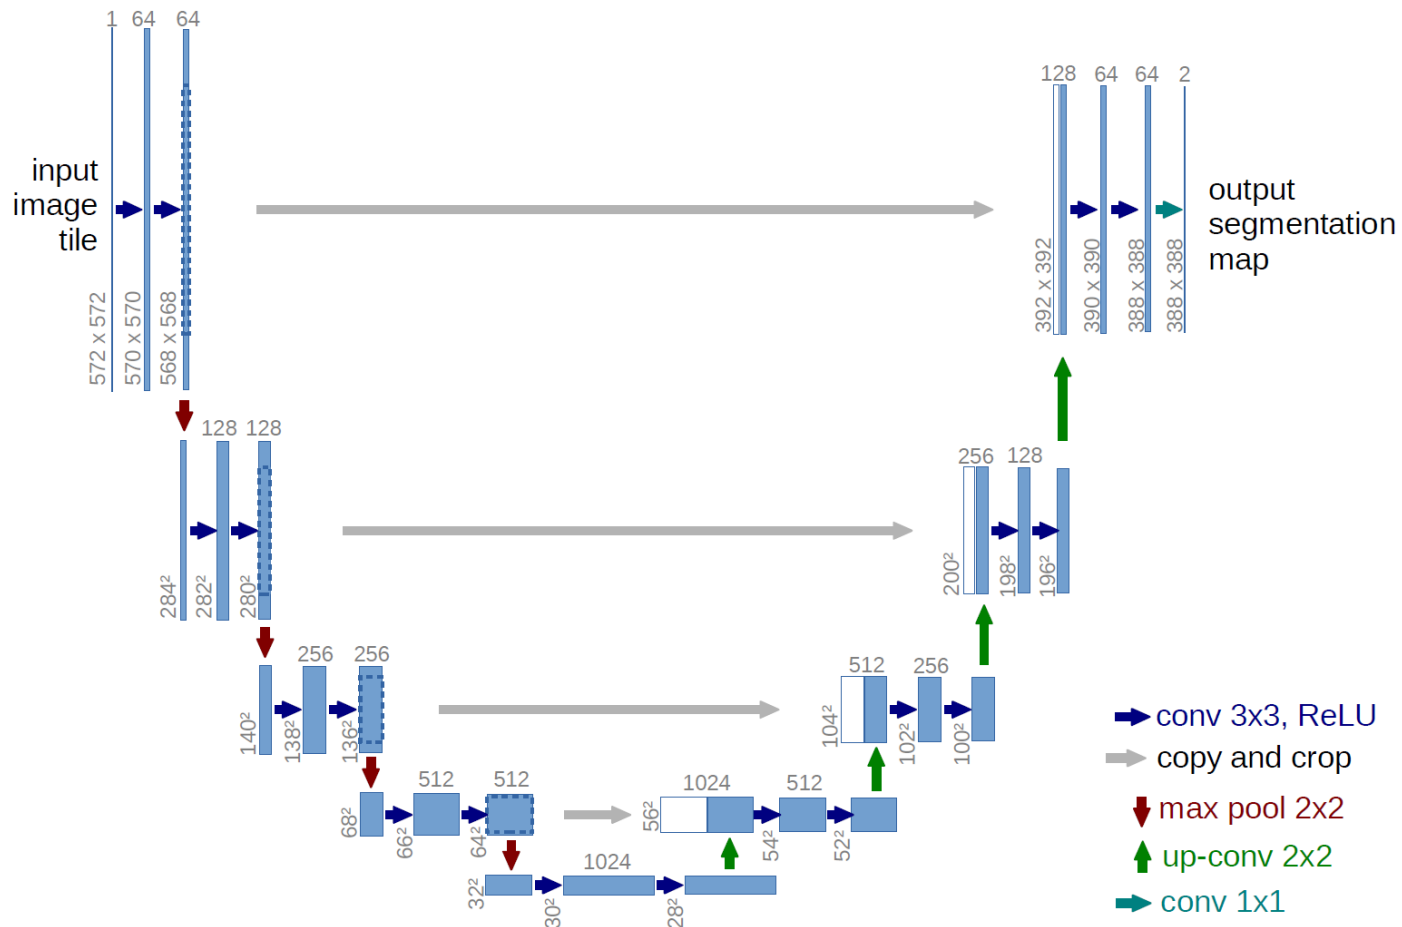 1 64 64
input
image
tile
572 x 572
570 x 570
568 x 568
128 64 64 2
392 x 392
390 x 390
388 x 388
388 x 388
output
segmentation
map
128 128
284²
282²
280²
256 128
200²
198²
196²
256 256
140²
138²
136²
512 256
104²
102²
100²
512 512
68²
66²
64²
1024 512
56²
54²
52²
1024
32²
30²
28²
conv 3x3, ReLU
copy and crop
max pool 2x2
up-conv 2x2
conv 1x1